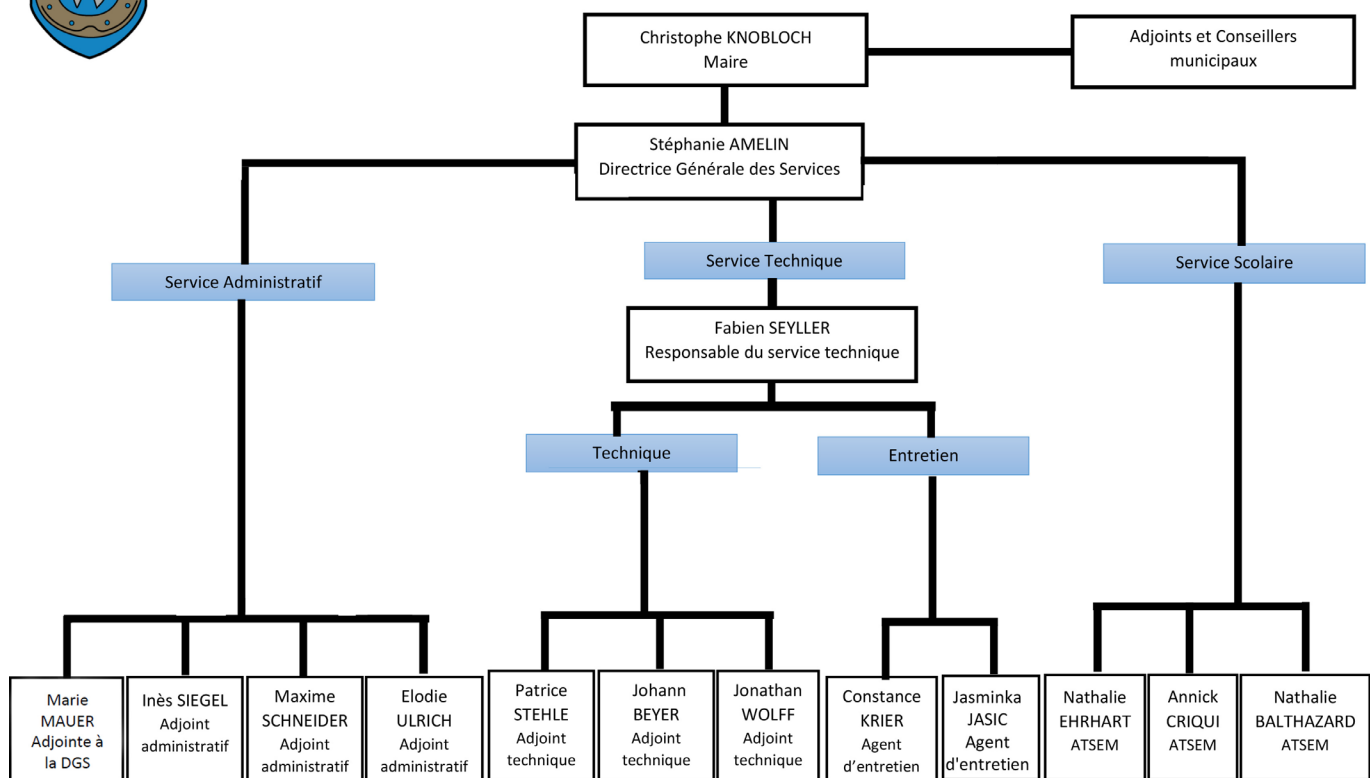 Christophe KNOBLOCH
Maire
Adjoints et Conseillers
municipaux
Stéphanie AMELIN
Directrice Générale des Services
Service Administratif
Service Technique
Service Scolaire
Fabien SEYLLER
Responsable du service technique
Technique
Entretien
Marie
MAUER
Adjointe à
la DGS
Inès SIEGEL
Adjoint
administratif
Maxime
SCHNEIDER
Adjoint
administratif
Elodie
ULRICH
Adjoint
administratif
Patrice
STEHLE
Adjoint
technique
Johann
BEYER
Adjoint
technique
Jonathan
WOLFF
Adjoint
technique
Constance
KRIER
Agent
d’entretien
Jasminka
JASIC
Agent
d'entretien
Nathalie
EHRHART
ATSEM
Annick
CRIQUI
ATSEM
Nathalie
BALTHAZARD
ATSEM